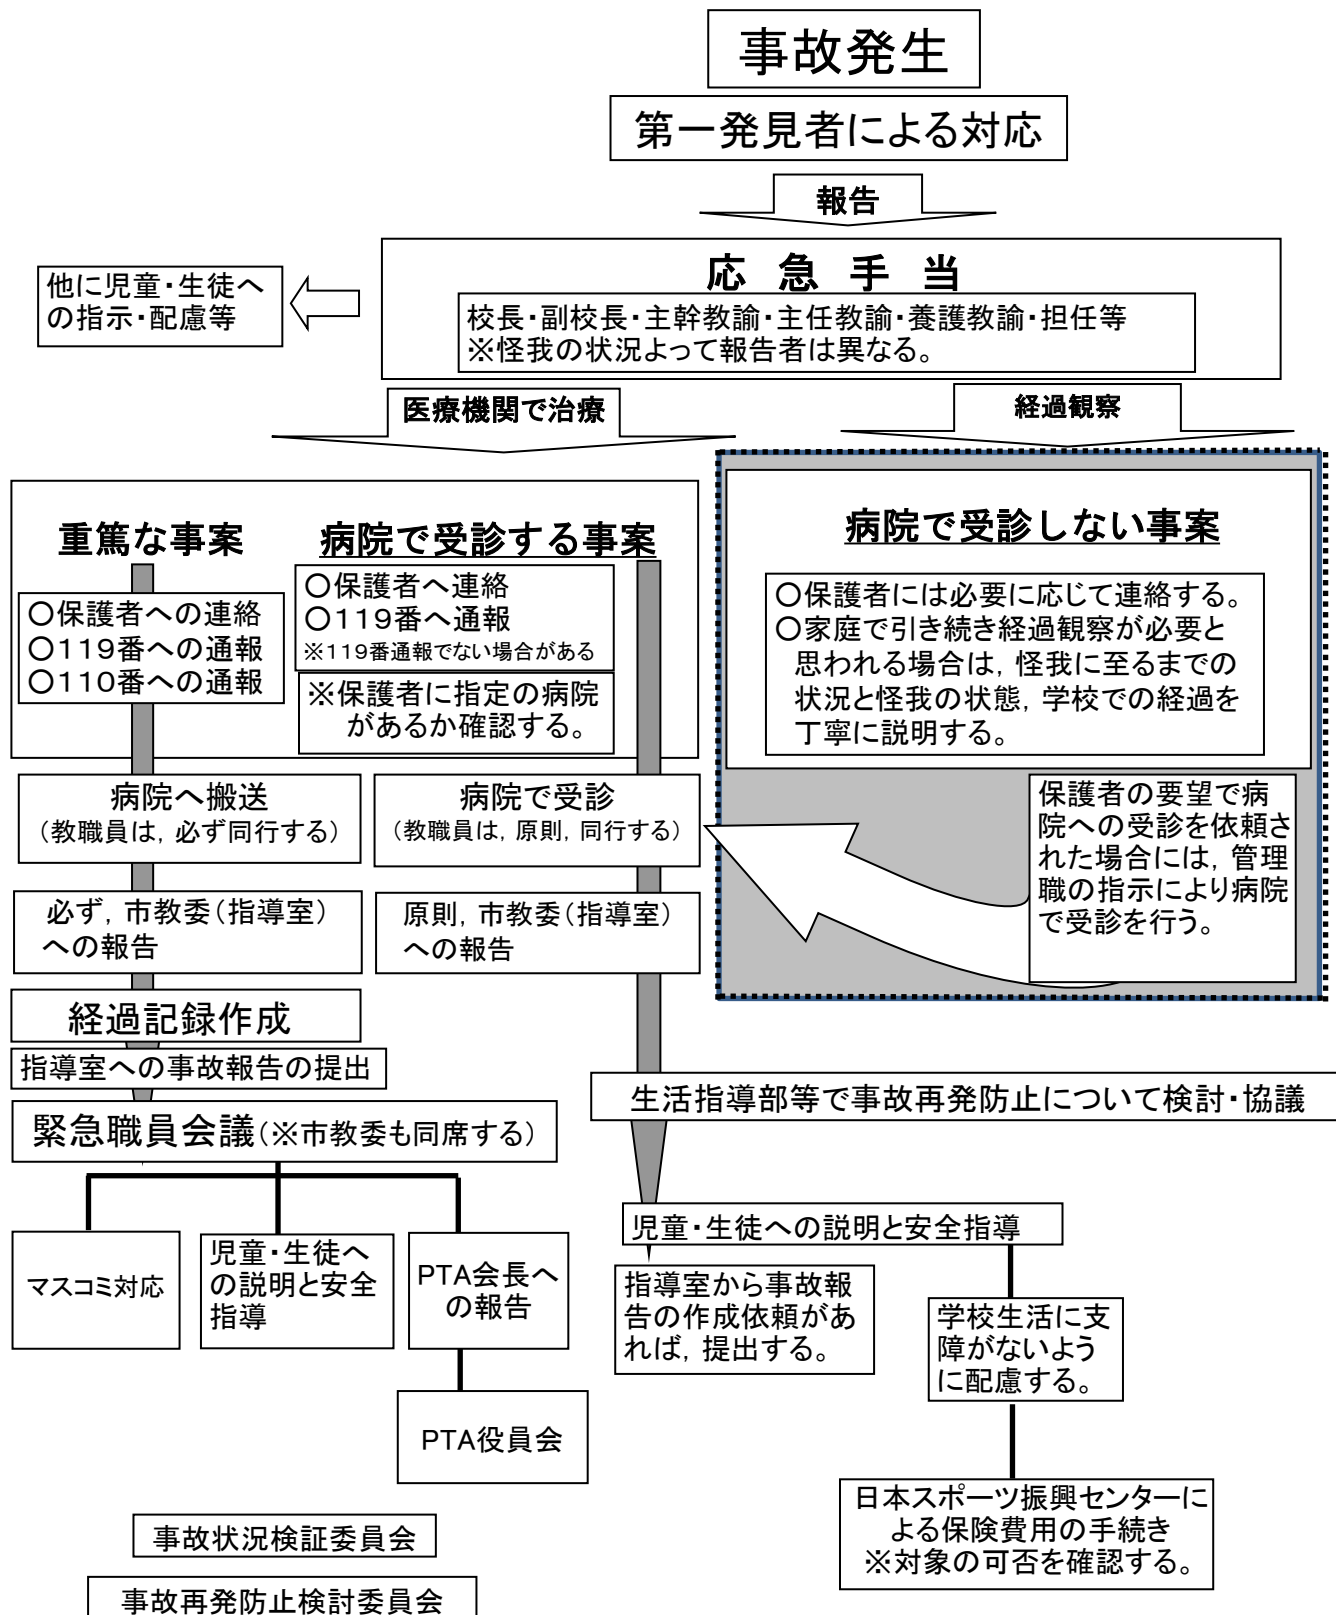 事故発生
第一発見者による対応
報告
応急手当
校長・副校長・主幹教諭・主任教諭・養護教諭・担任等
※怪我の状況よって報告者は異なる。
他に児童・生徒へ
の指示・配慮等
医療機関で治療
経過観察
重篤な事案
○保護者への連絡
○119番への通報
○110番への通報
病院で受診する事案
○保護者へ連絡
○119番へ通報
※119番通報でない場合がある
※保護者に指定の病院
があるか確認する。
病院で受診しない事案
○保護者には必要に応じて連絡する。
○家庭で引き続き経過観察が必要と
思われる場合は，怪我に至るまでの
状況と怪我の状態，学校での経過を
丁寧に説明する。
保護者の要望で病
院への受診を依頼さ
れた場合には，管理
職の指示により病院
で受診を行う。
病院へ搬送
（教職員は，必ず同行する）
病院で受診
（教職員は，原則，同行する）
必ず，市教委（指導室）
への報告
原則，市教委（指導室）
への報告
経過記録作成
指導室への事故報告の提出
緊急職員会議（※市教委も同席する）
生活指導部等で事故再発防止について検討・協議
マスコミ対応
児童・生徒へ
の説明と安全
指導
PTA会長へ
の報告
PTA役員会
児童・生徒への説明と安全指導
指導室から事故報
告の作成依頼があ
れば，提出する。
学校生活に支
障がないよう
に配慮する。
日本スポーツ振興センターに
よる保険費用の手続き
※対象の可否を確認する。
事故状況検証委員会
事故再発防止検討委員会